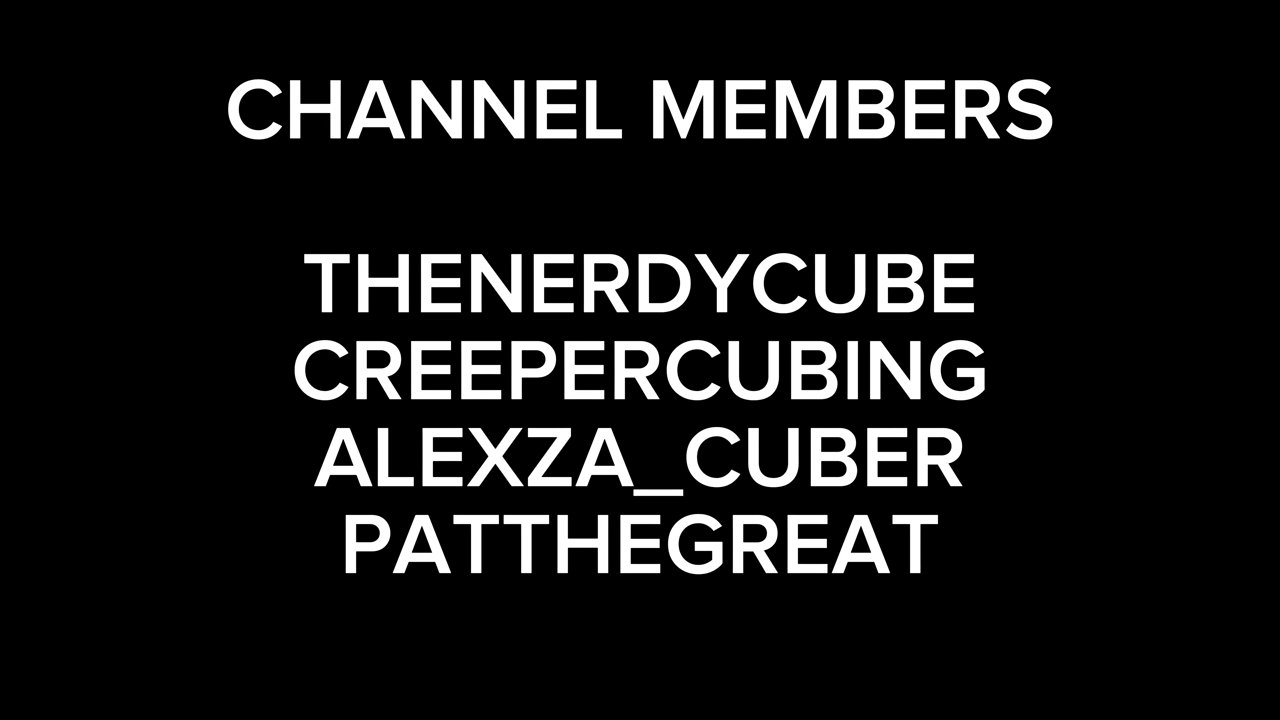 CHANNEL MEMBERS
THENERDYCUBE
CREEPERCUBING
ALEXZA_CUBER
PATTHEGREAT